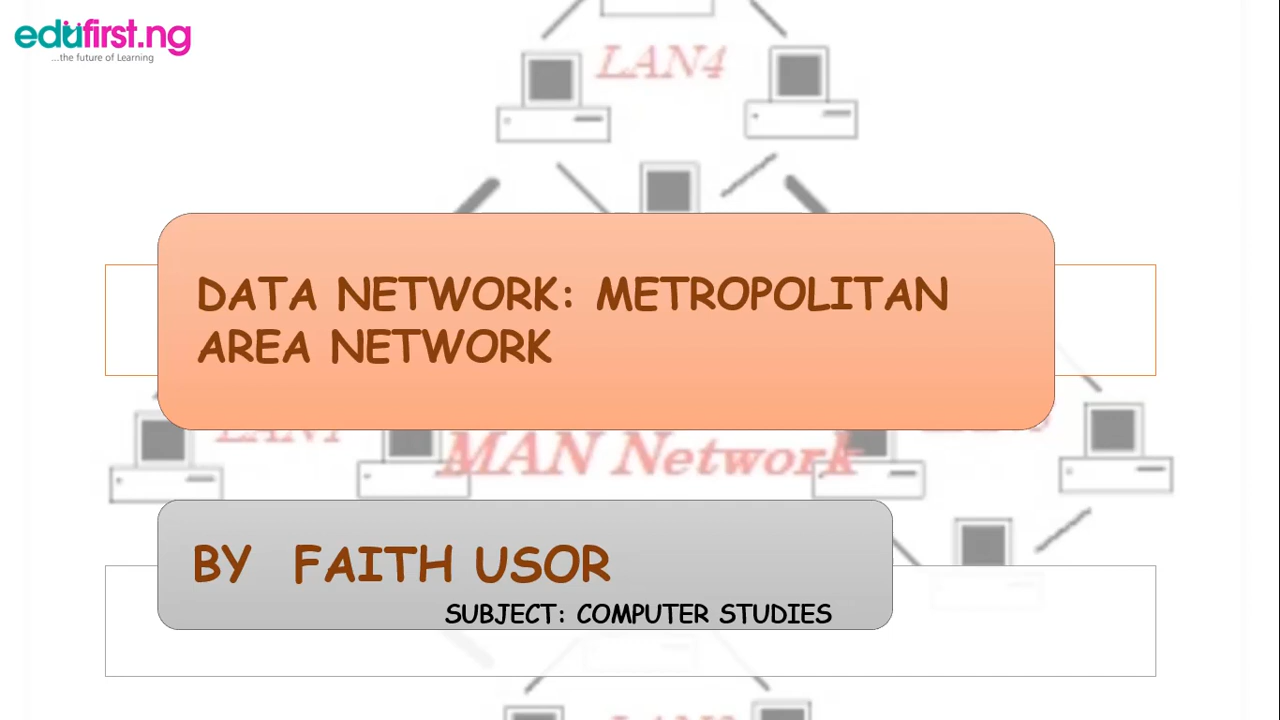 edufirst.ng
...the future of Learning
LAN4
DATA NETWORK: METROPOLITAN
AREA NETWORK
LAN1
MAN Network
BY FAITH USOR
SUBJECT: COMPUTER STUDIES